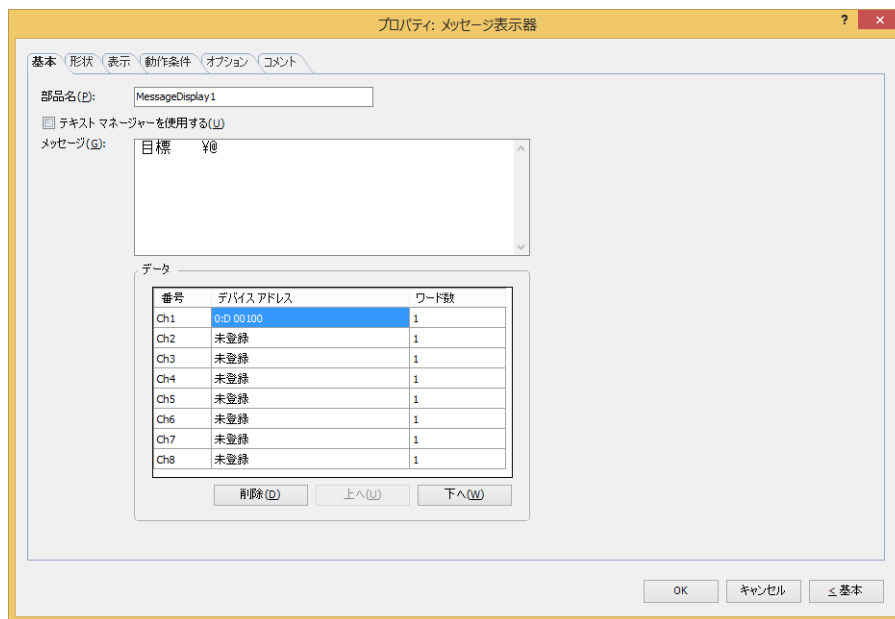 プロパティ: メッセージ表示器
? ×
基本 形状 表示 動作条件 オプション コメント
部品名(P): MessageDisplay1
テキスト マネージャーを使用する(U)
メッセージ(G): 目標 ¥@
データ
番号 デバイス アドレス ワード数
Ch1 0:D 00100 1
Ch2 未登録 1
Ch3 未登録 1
Ch4 未登録 1
Ch5 未登録 1
Ch6 未登録 1
Ch7 未登録 1
Ch8 未登録 1
削除(D) 上へ(U) 下へ(W)
OK キャンセル < 基本